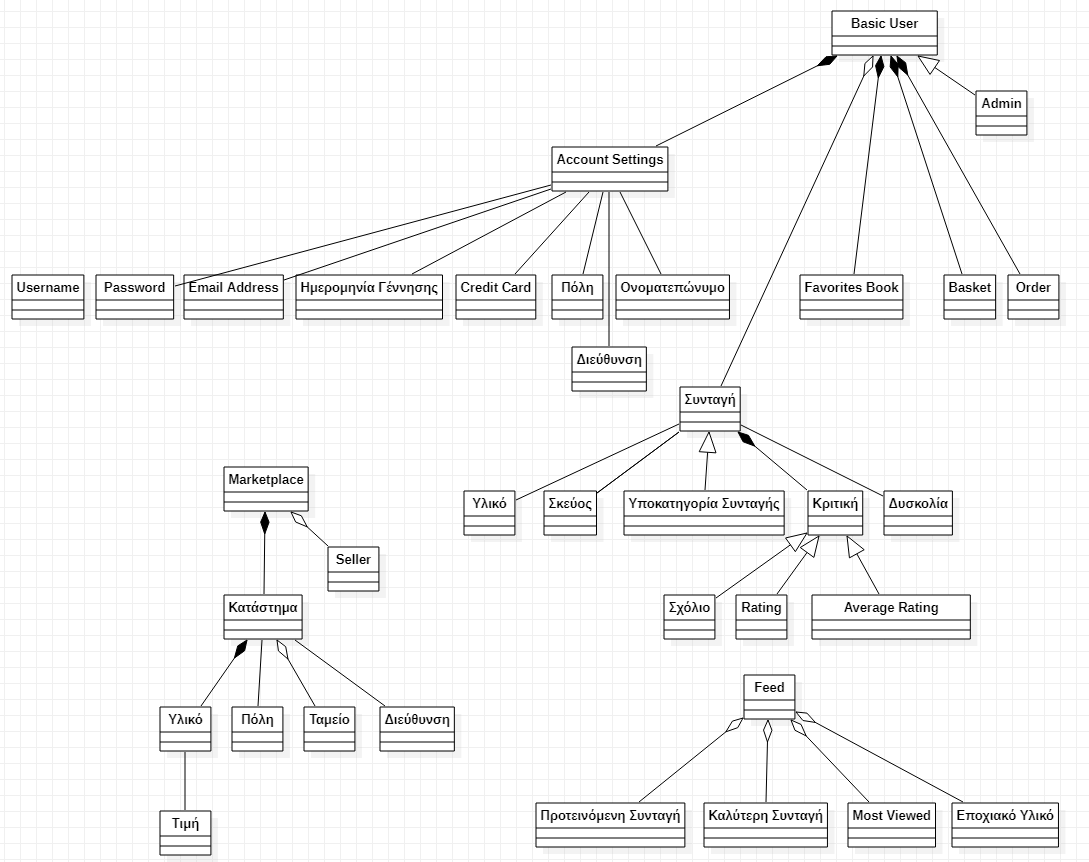 Basic User
Admin
Account Settings
Username
Password
Email Address
Ημερομηνία Γέννησης
Credit Card
Πόλη
Ονοματεπώνυμο
Favorites Book
Basket
Order
Διεύθυνση
Συνταγή
Marketplace
Υλικό
Σκεύος
Υποκατηγορία Συνταγής
Κριτική
Δυσκολία
Seller
Κατάστημα
Σχόλιο
Rating
Average Rating
Feed
Υλικό
Πόλη
Ταμείο
Διεύθυνση
Τιμή
Προτεινόμενη Συνταγή
Καλύτερη Συνταγή
Most Viewed
Εποχιακό Υλικό